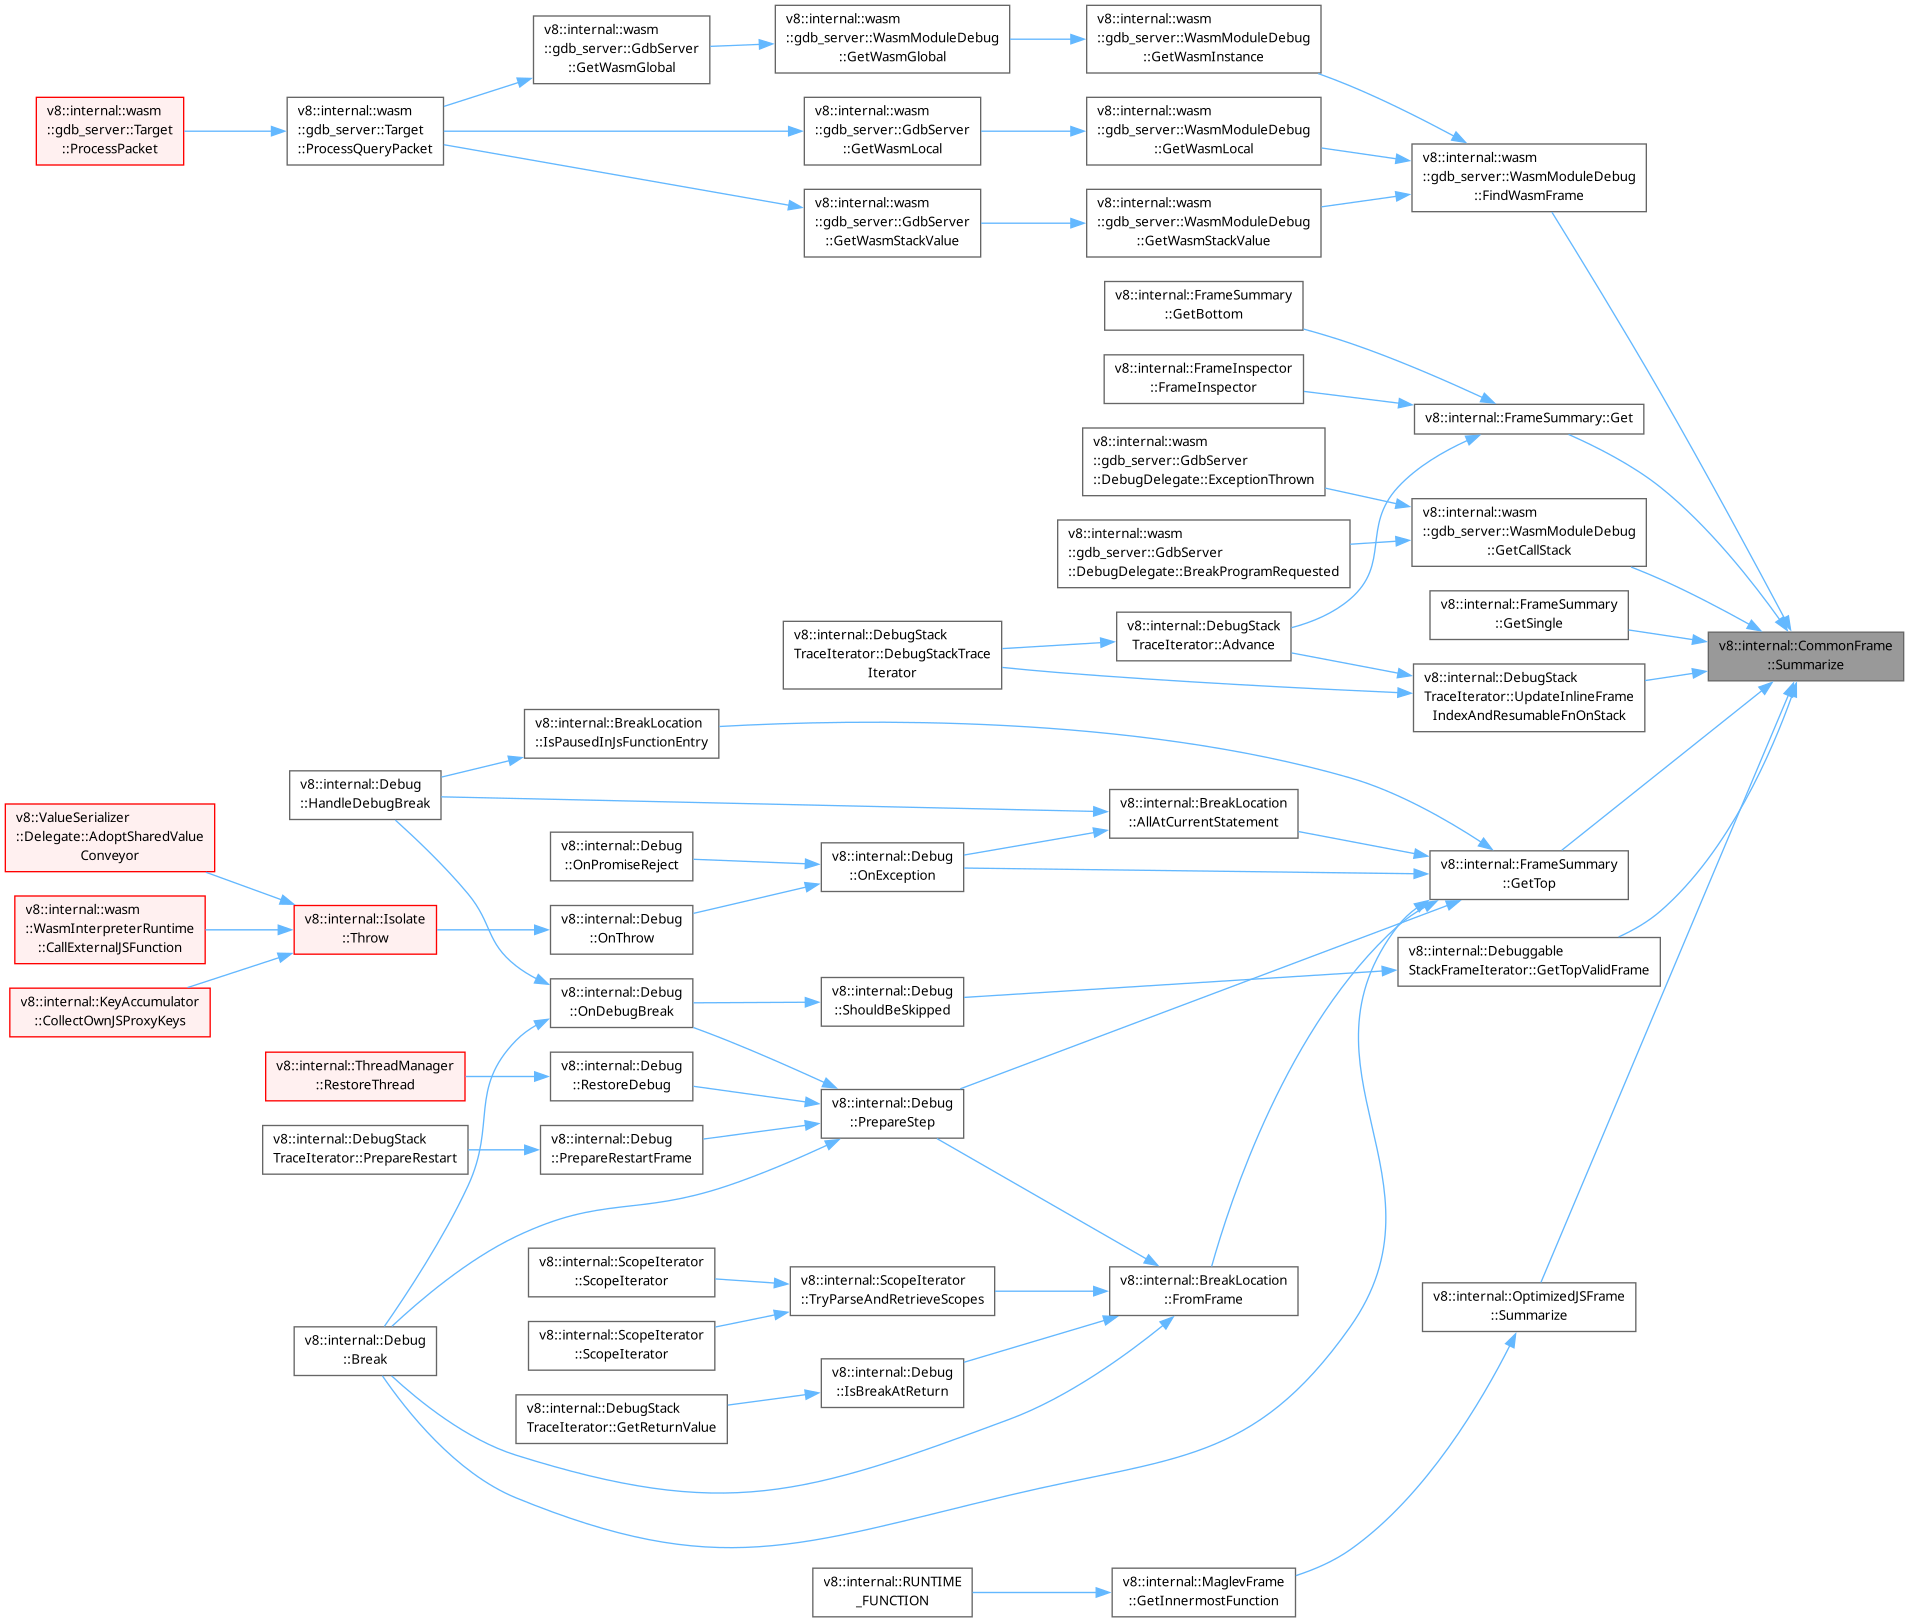 v8::internal::wasm
::gdb_server::GdbServer
::GetWasmGlobal
v8::internal::wasm
::gdb_server::WasmModuleDebug
::GetWasmGlobal
v8::internal::wasm
::gdb_server::WasmModuleDebug
::GetWasmInstance
v8::internal::wasm
::gdb_server::Target
::ProcessPacket
v8::internal::wasm
::gdb_server::Target
::ProcessQueryPacket
v8::internal::wasm
::gdb_server::GdbServer
::GetWasmLocal
v8::internal::wasm
::gdb_server::WasmModuleDebug
::GetWasmLocal
v8::internal::wasm
::gdb_server::WasmModuleDebug
::FindWasmFrame
v8::internal::wasm
::gdb_server::GdbServer
::GetWasmStackValue
v8::internal::wasm
::gdb_server::WasmModuleDebug
::GetWasmStackValue
v8::internal::FrameSummary
::GetBottom
v8::internal::FrameInspector
::FrameInspector
v8::internal::FrameSummary::Get
v8::internal::wasm
::gdb_server::GdbServer
::DebugDelegate::ExceptionThrown
v8::internal::wasm
::gdb_server::WasmModuleDebug
::GetCallStack
v8::internal::wasm
::gdb_server::GdbServer
::DebugDelegate::BreakProgramRequested
v8::internal::FrameSummary
::GetSingle
v8::internal::CommonFrame
::Summarize
v8::internal::DebugStack
TraceIterator::DebugStackTrace
Iterator
v8::internal::DebugStack
TraceIterator::Advance
v8::internal::DebugStack
TraceIterator::UpdateInlineFrame
IndexAndResumableFnOnStack
v8::internal::BreakLocation
::IsPausedInJsFunctionEntry
v8::internal::Debug
::HandleDebugBreak
v8::internal::BreakLocation
::AllAtCurrentStatement
v8::ValueSerializer
::Delegate::AdoptSharedValue
Conveyor
v8::internal::Debug
::OnPromiseReject
v8::internal::Debug
::OnException
v8::internal::FrameSummary
::GetTop
v8::internal::wasm
::WasmInterpreterRuntime
::CallExternalJSFunction
v8::internal::Isolate
::Throw
v8::internal::Debug
::OnThrow
v8::internal::Debuggable
StackFrameIterator::GetTopValidFrame
v8::internal::KeyAccumulator
::CollectOwnJSProxyKeys
v8::internal::Debug
::OnDebugBreak
v8::internal::Debug
::ShouldBeSkipped
v8::internal::ThreadManager
::RestoreThread
v8::internal::Debug
::RestoreDebug
v8::internal::Debug
::PrepareStep
v8::internal::DebugStack
TraceIterator::PrepareRestart
v8::internal::Debug
::PrepareRestartFrame
v8::internal::ScopeIterator
::ScopeIterator
v8::internal::ScopeIterator
::TryParseAndRetrieveScopes
v8::internal::BreakLocation
::FromFrame
v8::internal::OptimizedJSFrame
::Summarize
v8::internal::Debug
::Break
v8::internal::ScopeIterator
::ScopeIterator
v8::internal::Debug
::IsBreakAtReturn
v8::internal::DebugStack
TraceIterator::GetReturnValue
v8::internal::RUNTIME
_FUNCTION
v8::internal::MaglevFrame
::GetInnermostFunction